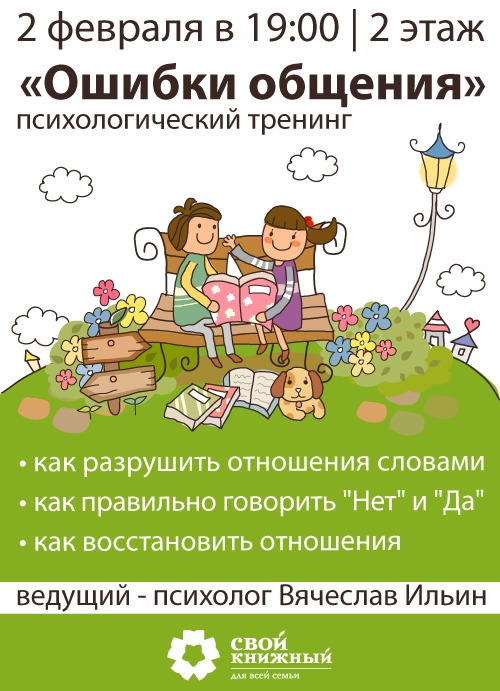 2 февраля в 19:00 | 2 этаж
«Ошибки общения»
психологический тренинг
• как разрушить отношения словами
• как правильно говорить "Нет" и "Да"
• как восстановить отношения
ведущий - психолог Вячеслав Ильин
СВОЙ
КНИЖНЫЙ
для всей семьи